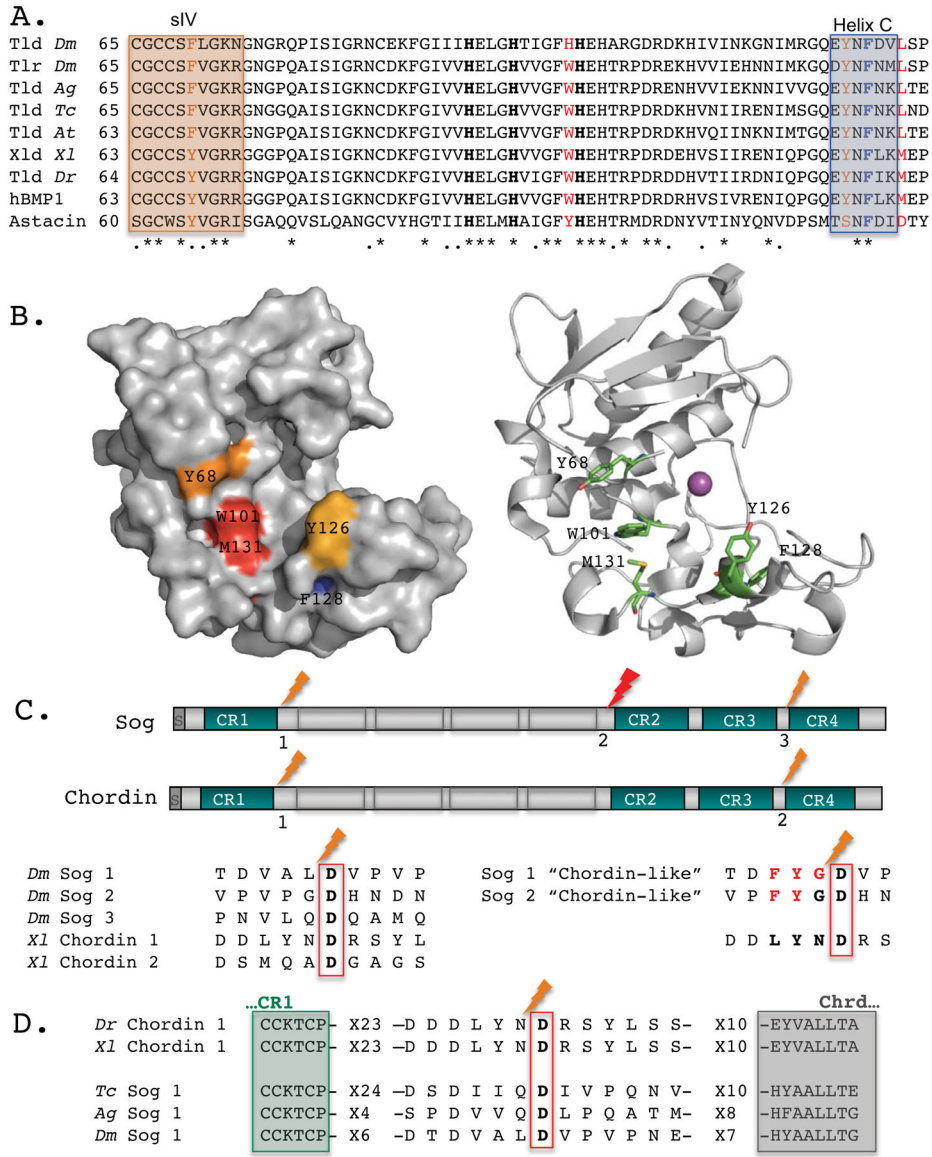 A.
sIV
Helix C
Tld Dm 65 CGCCSFLGKNGNGRQPISIGRNCEKFGIIIHELGHTIGFHHEHARGDRDKHIVINKGNIMRGQEYNFDVLSP
Tlr Dm 65 CGCCSFVGKRGNGPQAISIGRNCDKFGIVVHELGHVVGFWHEHTRPDREKHVVIEHNNIMKGQDYNFNMLSP
Tld Ag 65 CGCCSFVGKRGNGPQAISIGKNCDKFGIVVHELGHVVGFWHEHTRPDREKHVVIEKNNIVVGQEYNFNKLTE
Tld Tc 65 CGCCSFVGKRGNGGQAISIGKNCDKFGIVVHELGHVVGFWHEHTRPDRDKHVNIIRENIMSGQEYNFNKLND
Tld At 63 CGCCSFVGKRGNGPQAISIGKNCDKFGIVVHELGHVVGFWHEHTRPDRDKHVQIINKNIMTGQEYNFNKLTE
Xld Xl 63 CGCCSYVGRRGGGPQAISIGKNCDKFGIVVHELGHVVGFWHEHTRPDRDEHVSIIRENIQPGQEYNFLKMEP
Tld Dr 64 CGCCSYVGRRGNGPQAISIGKNCDKFGIVVHELGHVIGFWHEHTRPDRDDHVTIIRENIQPGQEYNFIKMEP
hBMP1 63 CGCCSYVGRRGGGPQAISIGKNCDKFGIVVHELGHVVGFWHEHTRPDRDRHVSIVRENIQPGQEYNFLKMEP
Astacin 60 SGCWSYVGRISGAQQVSLQANGCVYHGTIIHELMHAIGFYHEHTRMDRDNYVTINYQNVDPSMTSNFDIDTY
.** *..** * .* *. ..*** * . *** * ** . * *. **
B.
Y68
W101
M131
Y126
F128
Y68
W101
M131
Y126
F128
C.
Sog
S CR1 CR2 CR3 CR4
1 2 3
Chordin
S CR1 CR2 CR3 CR4
1 2
Dm Sog 1 T D V A L D V P V P
Dm Sog 2 V P V P G D H N D N
Dm Sog 3 P N V L Q D Q A M Q
Xl Chordin 1 D D L Y N D R S Y L
Xl Chordin 2 D S M Q A D G A G S
Sog 1 “Chordin-like” T D F Y G D V P
Sog 2 “Chordin-like” V P F Y G D H N
D D L Y N D R S
D.
…CR1
Chrd…
Dr Chordin 1 CCKTCP- X23 –D D D L Y N D R S Y L S S- X10 -EYVALLTA
Xl Chordin 1 CCKTCP- X23 –D D D L Y N D R S Y L S S- X10 -EYVALLTA
Tc Sog 1 CCKTCP- X24 –D S D I I Q D I V P Q N V- X10 -HYAALLTE
Ag Sog 1 CCKTCP- X4 –S P D V V Q D L P Q A T M- X8 -HFAALLTG
Dm Sog 1 CCKTCP- X6 –D T D V A L D V P V P N E- X7 -HYAALLTG